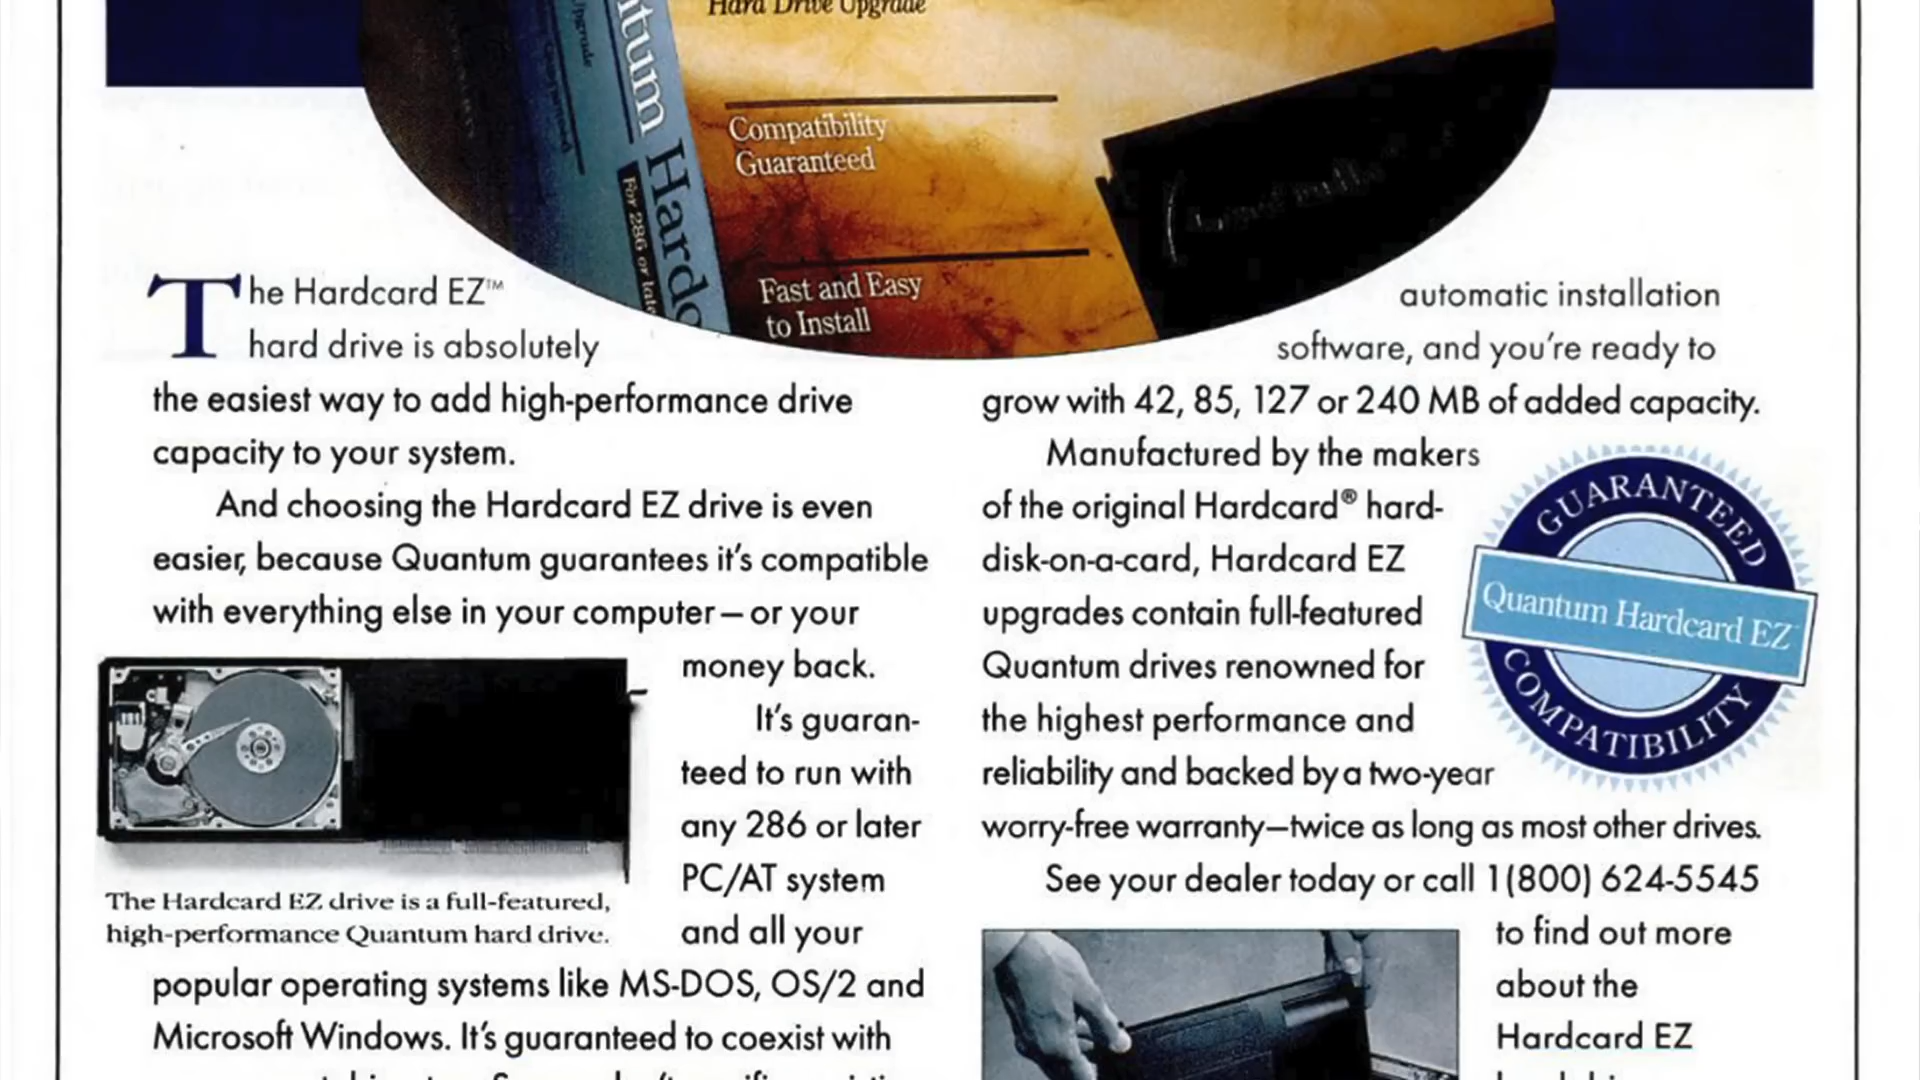 Hard Drive Upgrade
ntum Hardc
For 286 or late
Upgrade
Compatibility
Guaranteed
Fast and Easy
to Install
The Hardcard EZ™
hard drive is absolutely
the easiest way to add high-performance drive
capacity to your system.
And choosing the Hardcard EZ drive is even
easier, because Quantum guarantees it's compatible
with everything else in your computer – or your
money back.
It's guaran-
teed to run with
any 286 or later
PC/AT system
and all your
The Hardcard EZ drive is a full-featured,
high-performance Quantum hard drive.
popular operating systems like MS-DOS, OS/2 and
Microsoft Windows. It's guaranteed to coexist with
automatic installation
software, and you're ready to
grow with 42, 85, 127 or 240 MB of added capacity.
Manufactured by the makers
of the original Hardcard® hard-
disk-on-a-card, Hardcard EZ
upgrades contain full-featured
Quantum drives renowned for
the highest performance and
reliability and backed by a two-year
worry-free warranty—twice as long as most other drives.
See your dealer today or call 1(800) 624-5545
to find out more
about the
Hardcard EZ
GUARANTEED
Quantum Hardcard EZ™
COMPATIBILITY